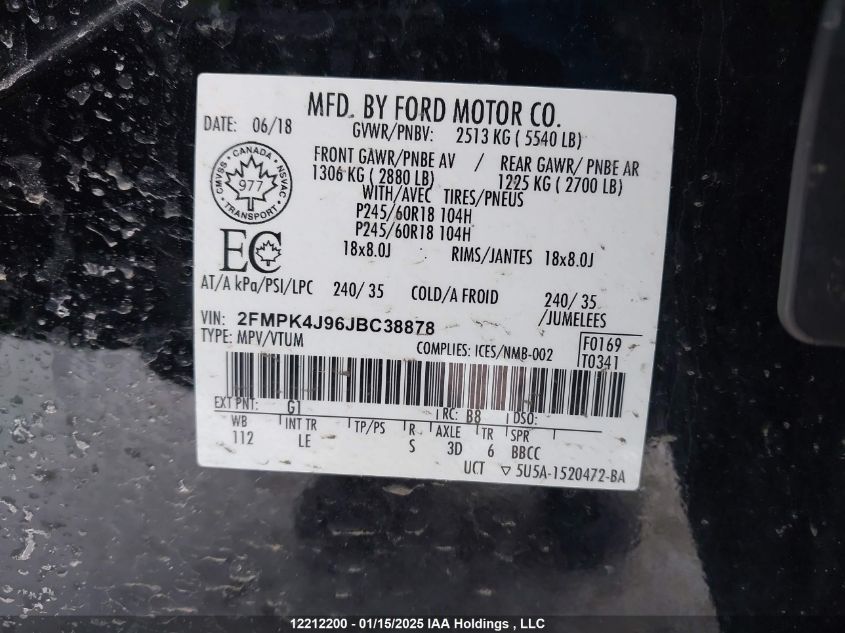 MFD. BY FORD MOTOR CO.
DATE: 06/18
GVWR/PNBV: 2513 KG ( 5540 LB)
FRONT GAWR/PNBE AV / REAR GAWR/ PNBE AR
1306 KG ( 2880 LB) 1225 KG ( 2700 LB)
WITH/AVEC TIRES/PNEUS
P245/60R18 104H
P245/60R18 104H
18x8.0J RIMS/JANTES 18x8.0J
CMVSS · CANADA · NSVAC
977
TRANSPORT
EC
AT/A kPa/PSI/LPC 240/ 35 COLD/A FROID 240/ 35
/JUMELEES
VIN: 2FMPK4J96JBC38878
TYPE: MPV/VTUM COMPLIES: ICES/NMB-002
F0169
T0341
EXT PNT: G1 RC: B8 DSO:
WB INT TR TP/PS R AXLE TR SPR
112 LE S 3D 6 BBCC
UCT ▽ 5U5A-1520472-BA
12212200 - 01/15/2025 IAA Holdings , LLC